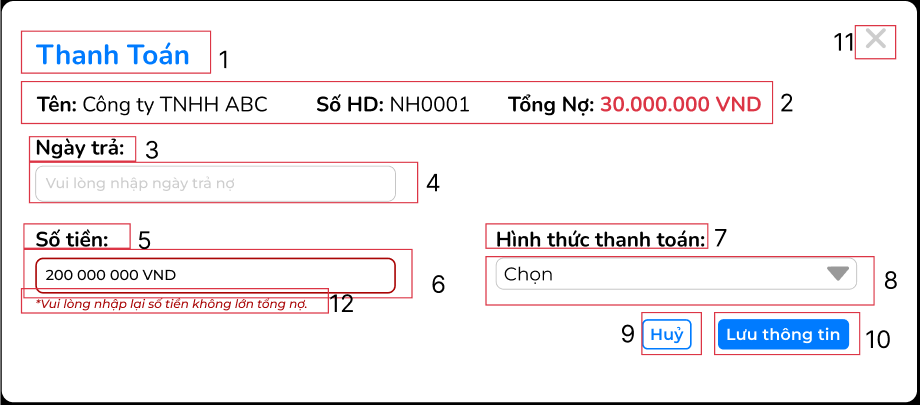 Thanh Toán 1
11
Tên: Công ty TNHH ABC Số HD: NH0001 Tổng Nợ: 30.000.000 VND 2
Ngày trả: 3
Vui lòng nhập ngày trả nợ 4
Số tiền: 5
Hình thức thanh toán: 7
200 000 000 VND 6
Chọn 8
*Vui lòng nhập lại số tiền không lớn tổng nợ. 12
9 Huỷ Lưu thông tin 10